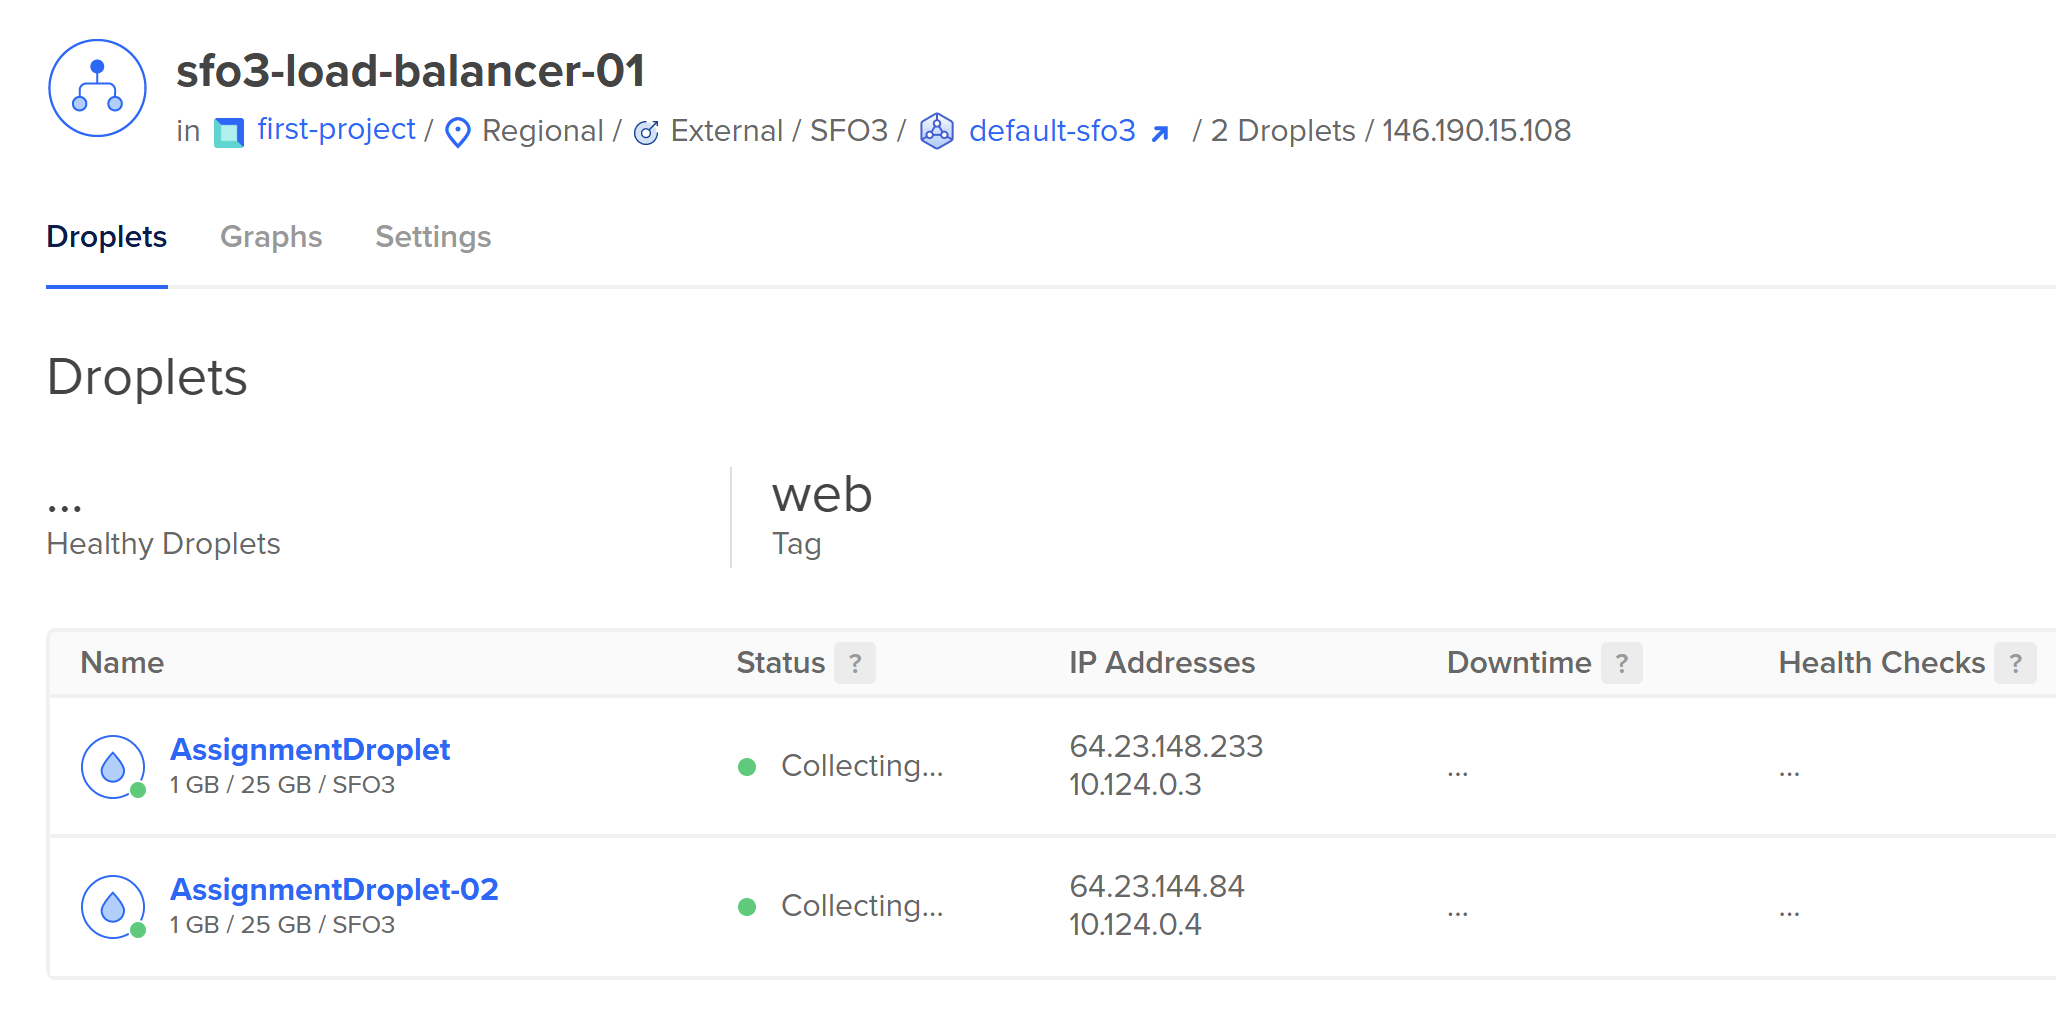 sfo3-load-balancer-01
in first-project / Regional / External / SFO3 / default-sfo3 / 2 Droplets / 146.190.15.108
Droplets Graphs Settings
Droplets
...
Healthy Droplets
web
Tag
Name Status ? IP Addresses Downtime ? Health Checks ?
AssignmentDroplet
1 GB / 25 GB / SFO3
Collecting...
64.23.148.233
10.124.0.3
...
...
AssignmentDroplet-02
1 GB / 25 GB / SFO3
Collecting...
64.23.144.84
10.124.0.4
...
...